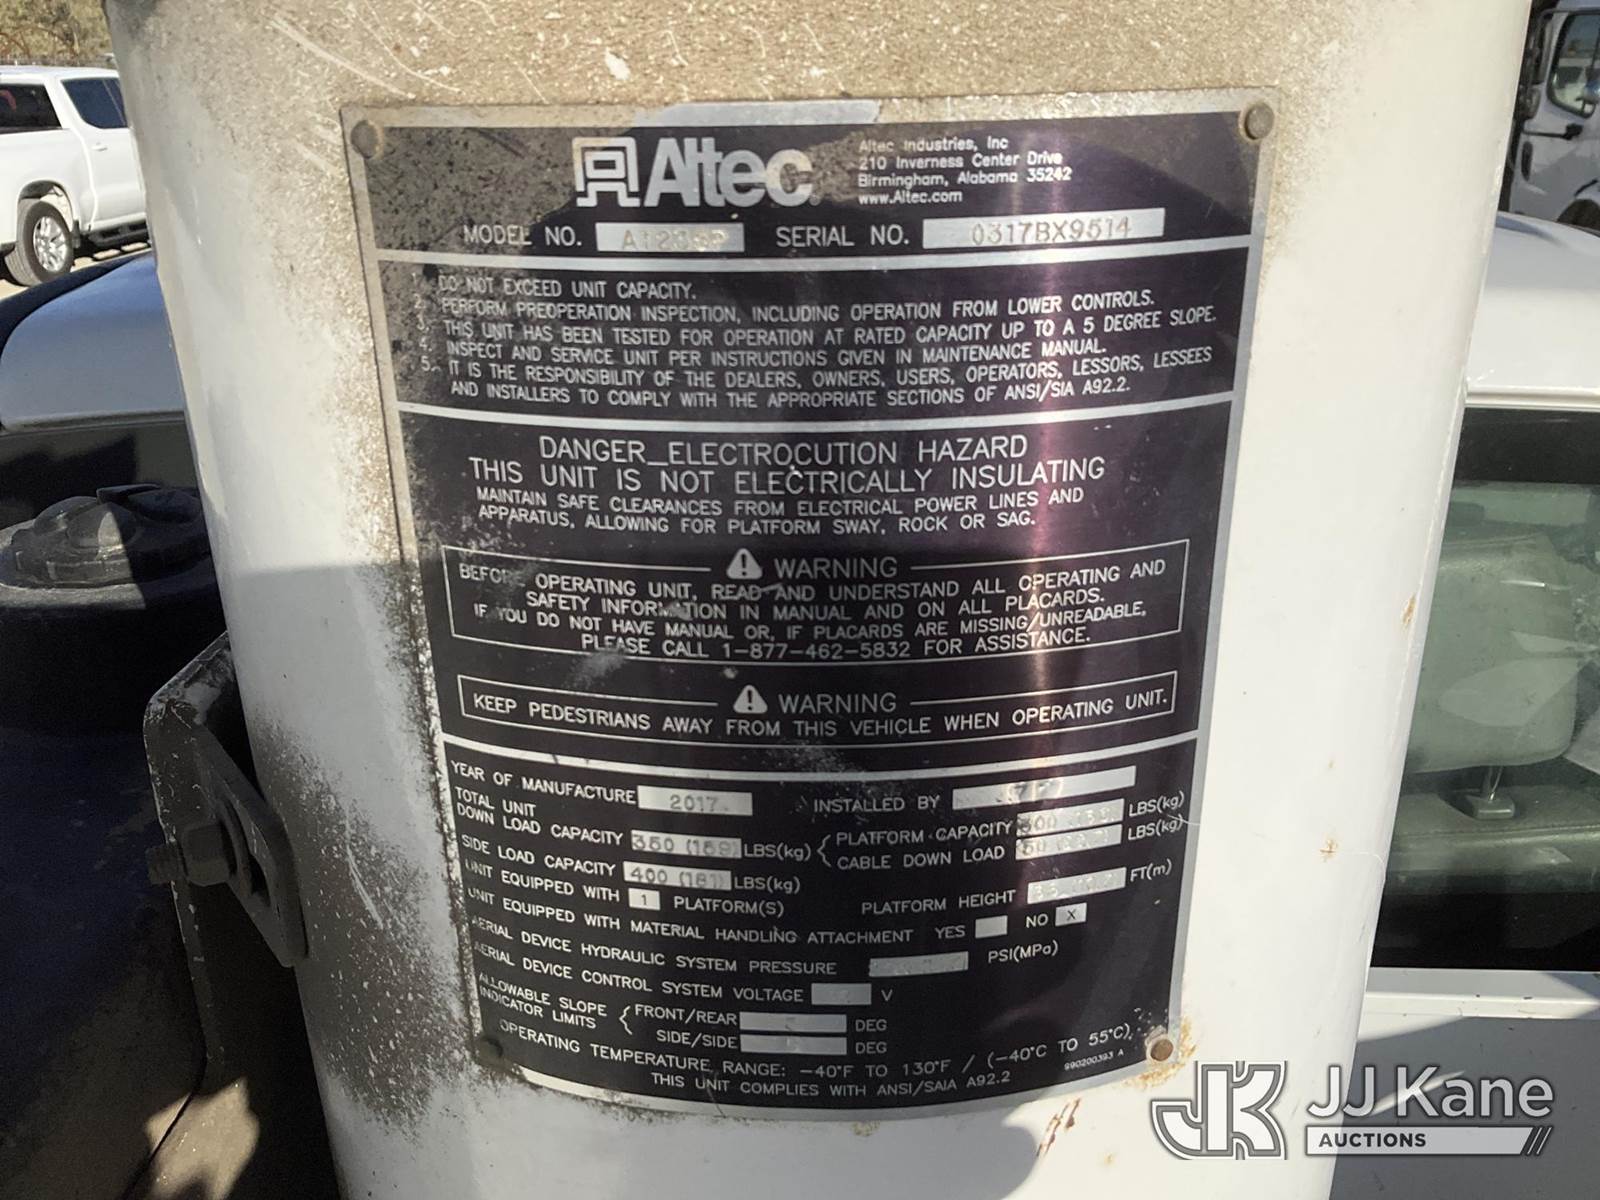 Altec
Altec Industries, Inc
210 Inverness Center Drive
Birmingham, Alabama 35242
www.Altec.com
MODEL NO. SERIAL NO. 0317BX9514
1. DO NOT EXCEED UNIT CAPACITY.
2. PERFORM PREOPERATION INSPECTION, INCLUDING OPERATION FROM LOWER CONTROLS.
3. THIS UNIT HAS BEEN TESTED FOR OPERATION AT RATED CAPACITY UP TO A 5 DEGREE SLOPE.
4. INSPECT AND SERVICE UNIT PER INSTRUCTIONS GIVEN IN MAINTENANCE MANUAL.
5. IT IS THE RESPONSIBILITY OF THE DEALERS, OWNERS, USERS, OPERATORS, LESSORS, LESSEES
AND INSTALLERS TO COMPLY WITH THE APPROPRIATE SECTIONS OF ANSI/SIA A92.2.
DANGER_ELECTROCUTION HAZARD
THIS UNIT IS NOT ELECTRICALLY INSULATING
MAINTAIN SAFE CLEARANCES FROM ELECTRICAL POWER LINES AND
APPARATUS, ALLOWING FOR PLATFORM SWAY, ROCK OR SAG.
WARNING
BEFORE OPERATING UNIT, READ AND UNDERSTAND ALL OPERATING AND
SAFETY INFORMATION IN MANUAL AND ON ALL PLACARDS.
IF YOU DO NOT HAVE MANUAL OR, IF PLACARDS ARE MISSING/UNREADABLE,
PLEASE CALL 1-877-462-5832 FOR ASSISTANCE.
WARNING
KEEP PEDESTRIANS AWAY FROM THIS VEHICLE WHEN OPERATING UNIT.
YEAR OF MANUFACTURE 2017 INSTALLED BY
TOTAL UNIT
DOWN LOAD CAPACITY 350 (159) LBS(kg)
PLATFORM CAPACITY LBS(kg)
CABLE DOWN LOAD LBS(kg)
SIDE LOAD CAPACITY 400 (181) LBS(kg)
UNIT EQUIPPED WITH 1 PLATFORM(S) PLATFORM HEIGHT FT(m)
UNIT EQUIPPED WITH MATERIAL HANDLING ATTACHMENT YES NO X
AERIAL DEVICE HYDRAULIC SYSTEM PRESSURE PSI(MPa)
AERIAL DEVICE CONTROL SYSTEM VOLTAGE V
ALLOWABLE SLOPE
INDICATOR LIMITS
FRONT/REAR DEG
SIDE/SIDE DEG
OPERATING TEMPERATURE RANGE: -40°F TO 130°F / (-40°C TO 55°C)
THIS UNIT COMPLIES WITH ANSI/SAIA A92.2
990200393 A
JJ Kane
AUCTIONS